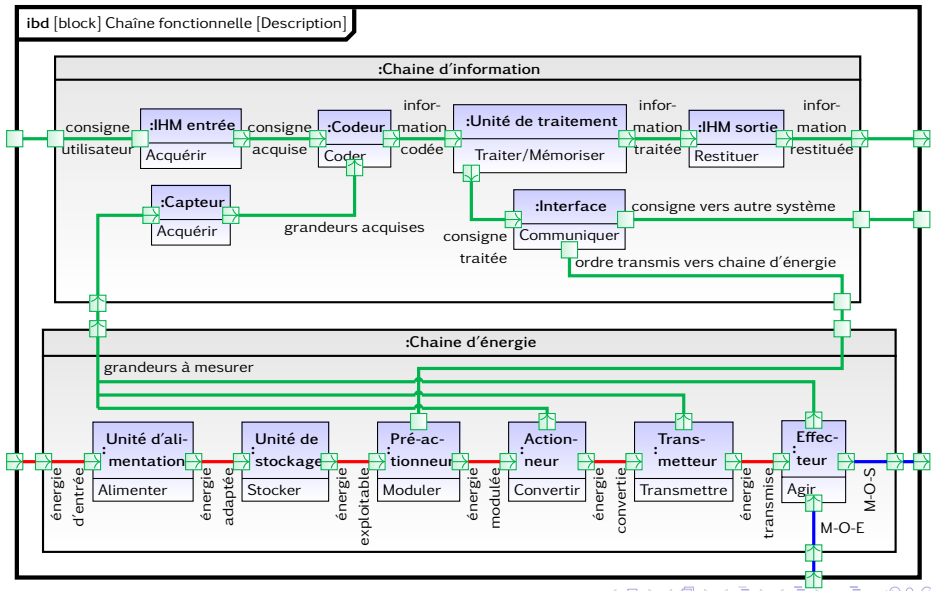 ibd [block] Chaîne fonctionnelle [Description]
:Chaine d'information
consigne
utilisateur
:IHM entrée
Acquérir
consigne
acquise
:Codeur
Coder
infor-
mation
codée
:Unité de traitement
Traiter/Mémoriser
infor-
mation
traitée
:IHM sortie
Restituer
infor-
mation
restituée
:Capteur
Acquérir
grandeurs acquises
consigne
traitée
:Interface
Communiquer
consigne vers autre système
ordre transmis vers chaine d'énergie
:Chaine d'énergie
grandeurs à mesurer
énergie
d'entrée
:Unité d'ali-
mentation
Alimenter
énergie
adaptée
:Unité de
stockage
Stocker
énergie
exploitable
:Pré-ac-
tionneur
Moduler
énergie
modulée
:Action-
neur
Convertir
énergie
convertie
:Trans-
metteur
Transmettre
énergie
transmise
:Effec-
teur
Agir
M-O-S
M-O-E